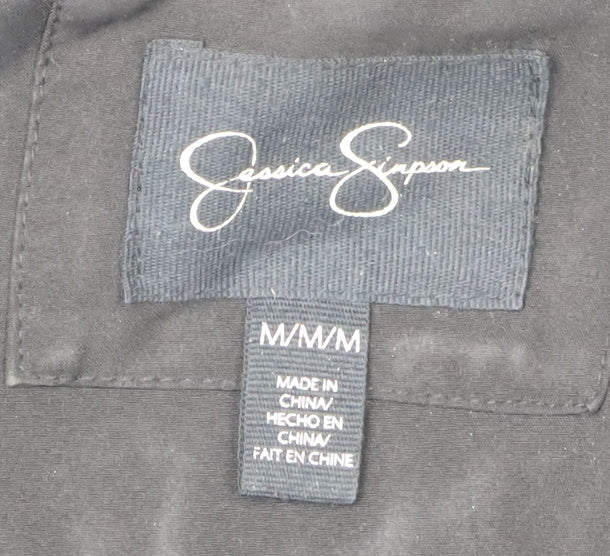 Jessica Simpson
M/M/M
MADE IN
CHINA/
HECHO EN
CHINA/
FAIT EN CHINE